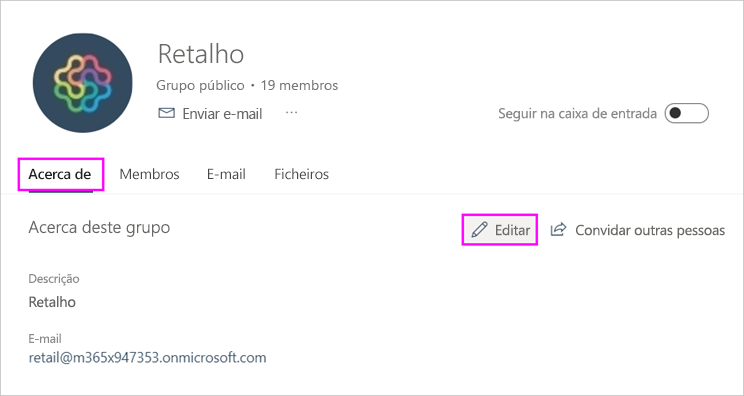 Retalho
Grupo público • 19 membros
Enviar e-mail ...
Seguir na caixa de entrada
Acerca de Membros E-mail Ficheiros
Acerca deste grupo
Editar Convidar outras pessoas
Descrição
Retalho
E-mail
retail@m365x947353.onmicrosoft.com